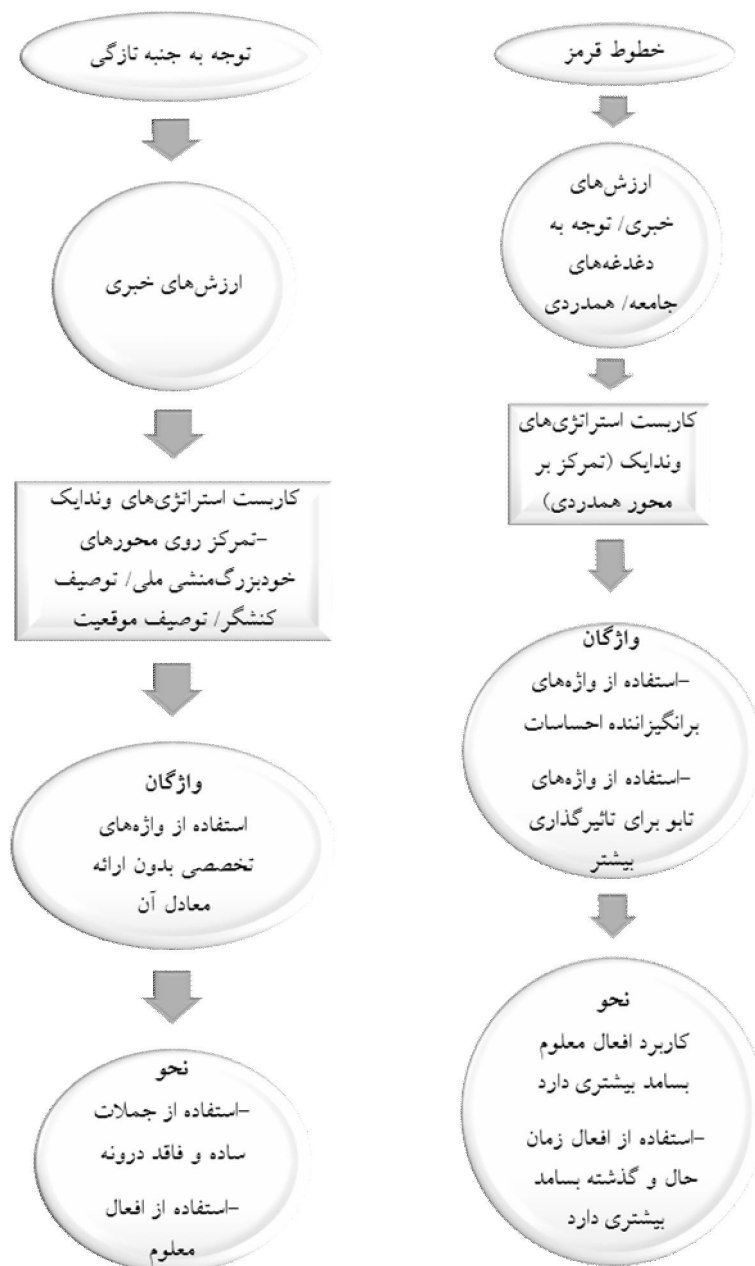 خطوط قرمز
ارزش‌های
خبری/ توجه به
دغدغه‌های
جامعه/ همدردی
کاربست استراتژی‌های
وندایک (تمرکز بر
محور همدردی)
واژگان
-استفاده از واژه‌های
برانگیزاننده احساسات
-استفاده از واژه‌های
تابو برای تاثیرگذاری
بیشتر
نحو
کاربرد افعال معلوم
بسامد بیشتری دارد
-استفاده از افعال زمان
حال و گذشته بسامد
بیشتری دارد
توجه به جنبه تازگی
ارزش‌های خبری
کاربست استراتژی‌های وندایک
-تمرکز روی محورهای
خودبزرگ‌منشی ملی/ توصیف
کنشگر/ توصیف موقعیت
واژگان
استفاده از واژه‌های
تخصصی بدون ارائه
معادل آن
نحو
-استفاده از جملات
ساده و فاقد درونه
-استفاده از افعال
معلوم